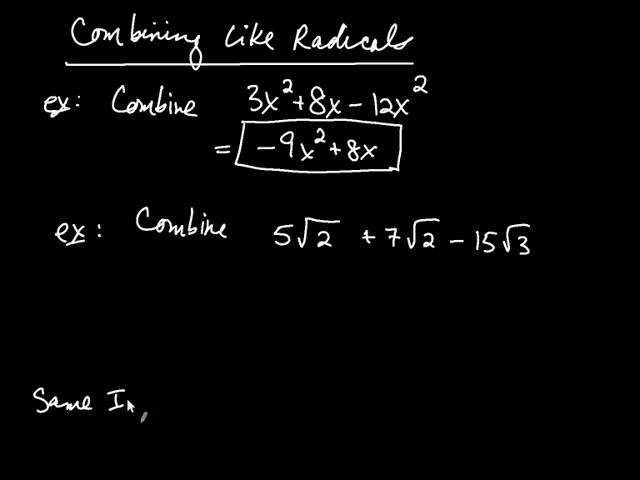 Combining Like Radicals
ex: Combine 3x²+8x-12x²
= -9x²+8x
ex: Combine 5√2 +7√2 - 15√3
Same In